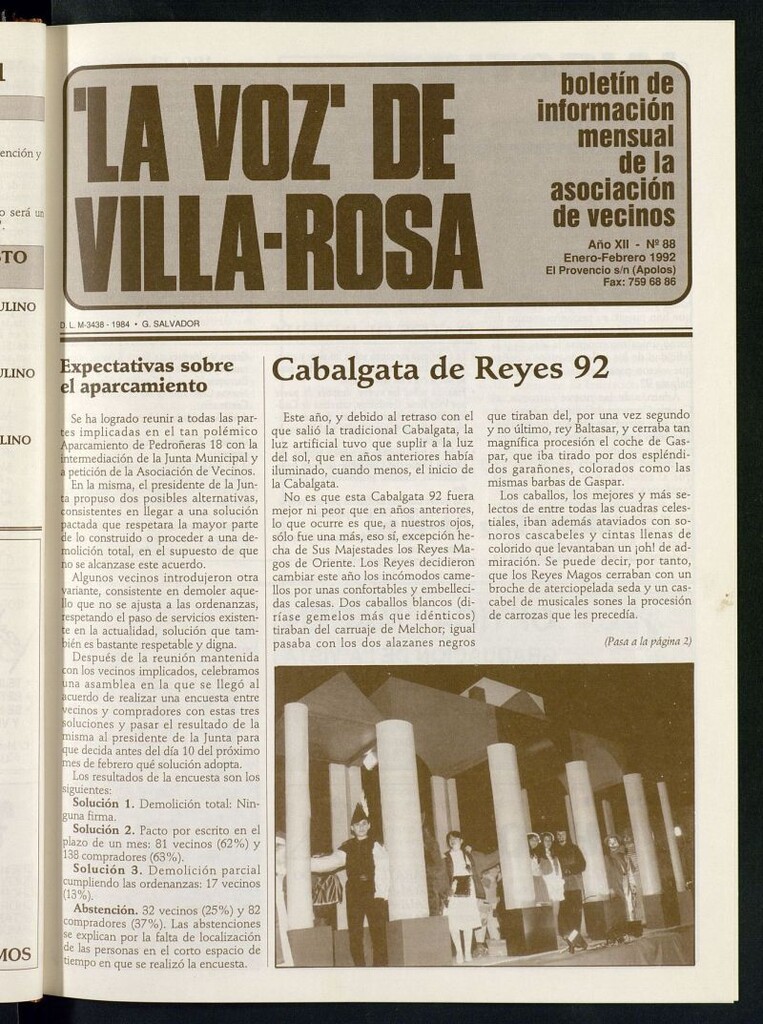 'LA VOZ' DE
VILLA-ROSA
boletín de
información
mensual
de la
asociación
de vecinos
Año XII - Nº 88
Enero-Febrero 1992
El Provencio s/n (Apolos)
Fax: 759 68 86
D. L. M-3438 - 1984 • G. SALVADOR
Expectativas sobre
el aparcamiento
Se ha logrado reunir a todas las par-
tes implicadas en el tan polémico
Aparcamiento de Pedroñeras 18 con la
intermediación de la Junta Municipal y
a petición de la Asociación de Vecinos.
En la misma, el presidente de la Jun-
ta propuso dos posibles alternativas,
consistentes en llegar a una solución
pactada que respetara la mayor parte
de lo construido o proceder a una de-
molición total, en el supuesto de que
no se alcanzase este acuerdo.
Algunos vecinos introdujeron otra
variante, consistente en demoler aque-
llo que no se ajusta a las ordenanzas,
respetando el paso de servicios existen-
te en la actualidad, solución que tam-
bién es bastante respetable y digna.
Después de la reunión mantenida
con los vecinos implicados, celebramos
una asamblea en la que se llegó al
acuerdo de realizar una encuesta entre
vecinos y compradores con estas tres
soluciones y pasar el resultado de la
misma al presidente de la Junta para
que decida antes del día 10 del próximo
mes de febrero qué solución adopta.
Los resultados de la encuesta son los
siguientes:
Solución 1. Demolición total: Nin-
guna firma.
Solución 2. Pacto por escrito en el
plazo de un mes: 81 vecinos (62%) y
138 compradores (63%).
Solución 3. Demolición parcial
cumpliendo las ordenanzas: 17 vecinos
(13%).
Abstención. 32 vecinos (25%) y 82
compradores (37%). Las abstenciones
se explican por la falta de localización
de las personas en el corto espacio de
tiempo en que se realizó la encuesta.
Cabalgata de Reyes 92
Este año, y debido al retraso con el
que salió la tradicional Cabalgata, la
luz artificial tuvo que suplir a la luz
del sol, que en años anteriores había
iluminado, cuando menos, el inicio de
la Cabalgata.
No es que esta Cabalgata 92 fuera
mejor ni peor que en años anteriores,
lo que ocurre es que, a nuestros ojos,
sólo fue una más, eso sí, excepción he-
cha de Sus Majestades los Reyes Ma-
gos de Oriente. Los Reyes decidieron
cambiar este año los incómodos came-
llos por unas confortables y embelleci-
das calesas. Dos caballos blancos (di-
ríase gemelos más que idénticos)
tiraban del carruaje de Melchor; igual
pasaba con los dos alazanes negros
que tiraban del, por una vez segundo
y no último, rey Baltasar, y cerraba tan
magnífica procesión el coche de Gas-
par, que iba tirado por dos espléndi-
dos garañones, colorados como las
mismas barbas de Gaspar.
Los caballos, los mejores y más se-
lectos de entre todas las cuadras celes-
tiales, iban además ataviados con so-
noros cascabeles y cintas llenas de
colorido que levantaban un ¡oh! de ad-
miración. Se puede decir, por tanto,
que los Reyes Magos cerraban con un
broche de aterciopelada seda y un cas-
cabel de musicales sones la procesión
de carrozas que les precedía.
(Pasa a la página 2)
ención y
o será un
TO
ULINO
ULINO
LINO
MOS